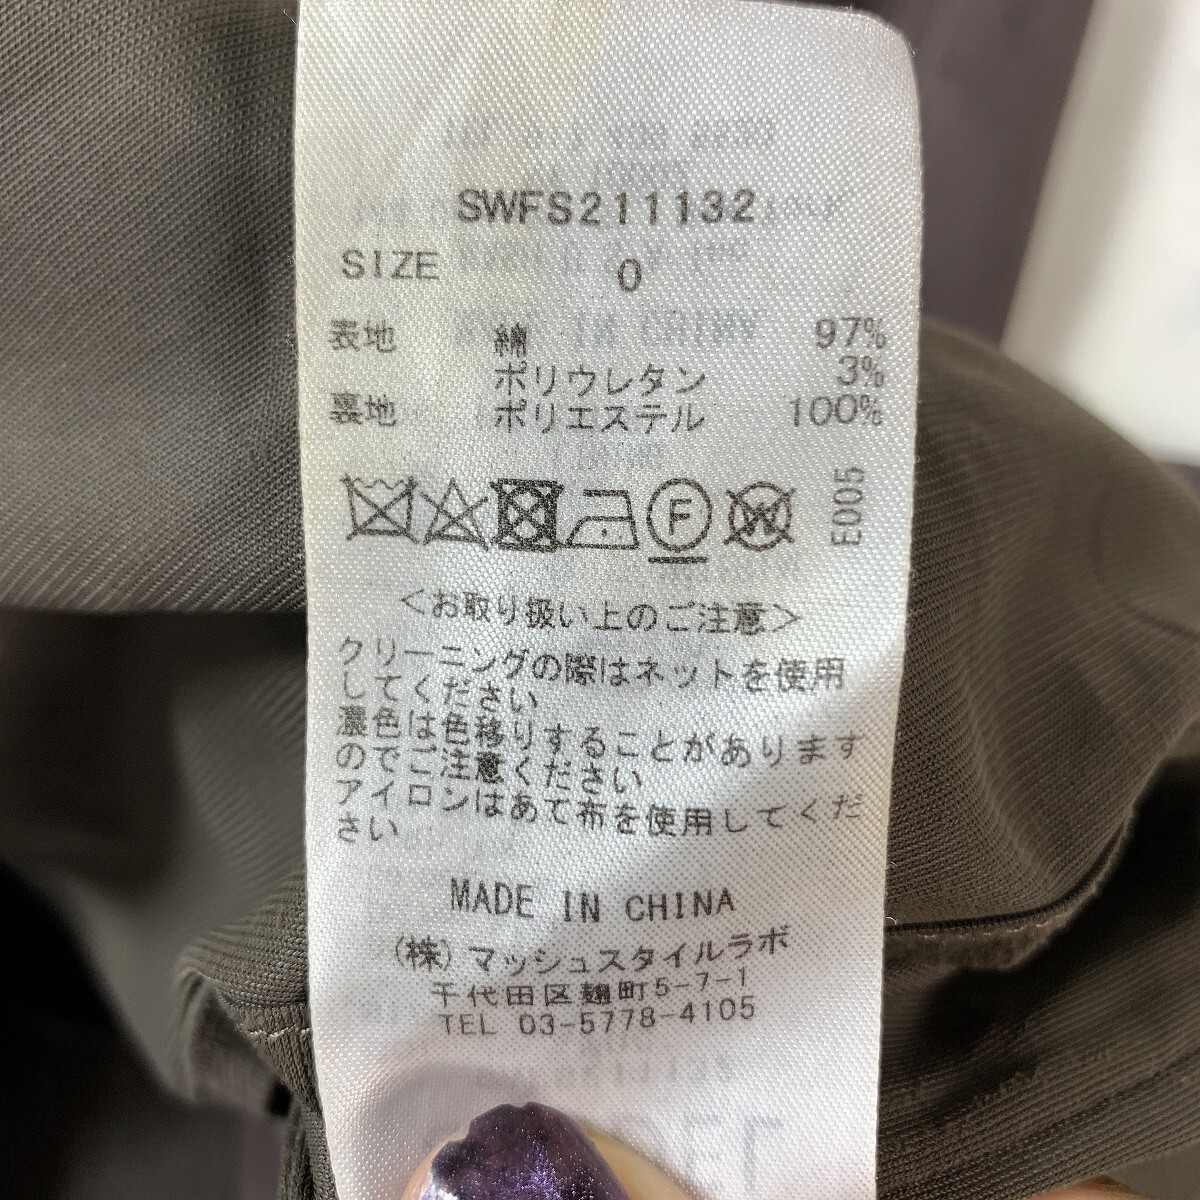 SWFS211132
SIZE 0
表地 綿 97%
ポリウレタン 3%
裏地 ポリエステル 100%
F W E005
<お取り扱い上のご注意>
クリーニングの際はネットを使用
してください
濃色は色移りすることがあります
のでご注意ください
アイロンはあて布を使用してくだ
さい
MADE IN CHINA
(株)マッシュスタイルラボ
千代田区麹町5-7-1
TEL 03-5778-4105